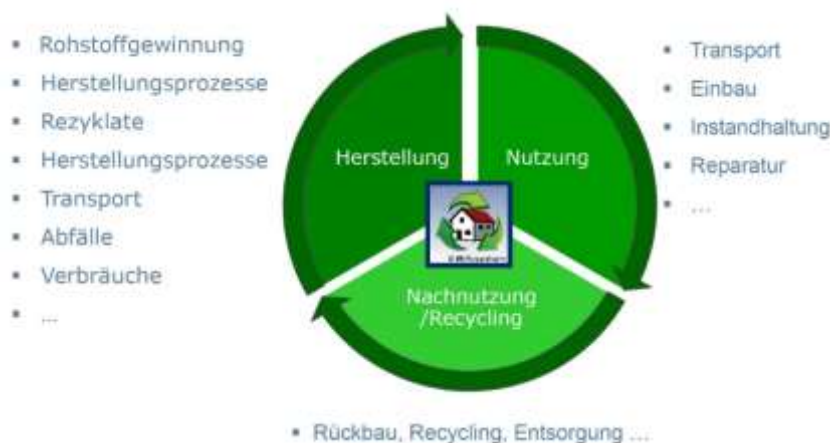 ▪ Rohstoffgewinnung
▪ Herstellungsprozesse
▪ Rezyklate
▪ Herstellungsprozesse
▪ Transport
▪ Abfälle
▪ Verbräuche
▪ ...
Herstellung
Nutzung
Nachnutzung
/Recycling
▪ Transport
▪ Einbau
▪ Instandhaltung
▪ Reparatur
▪ ...
▪ Rückbau, Recycling, Entsorgung ...